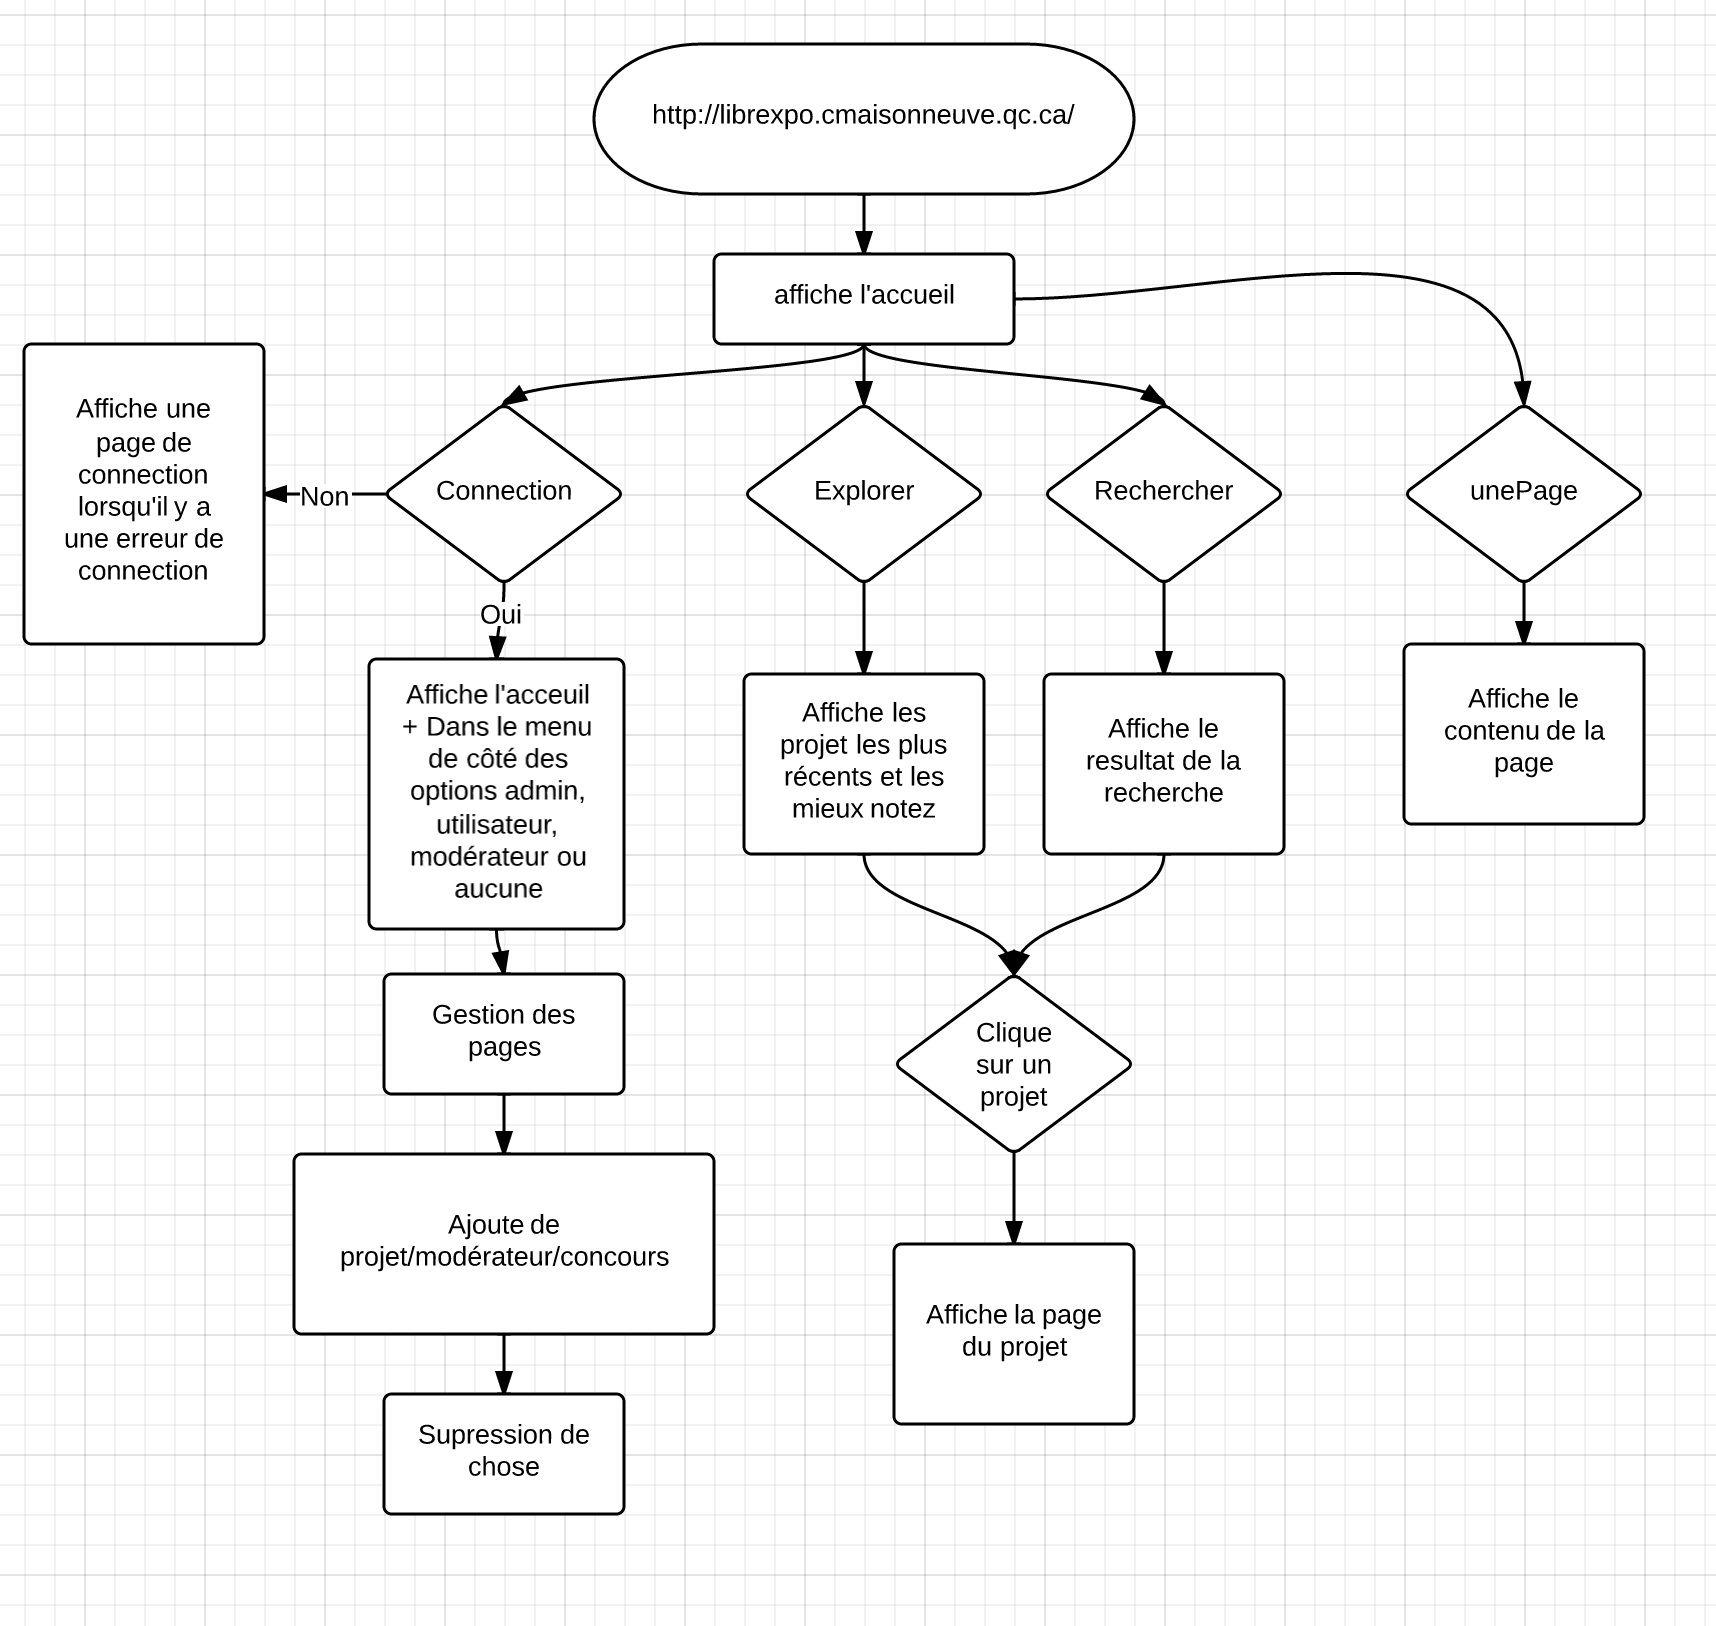 http://librexpo.cmaisonneuve.qc.ca/
affiche l'accueil
Affiche une
page de
connection
lorsqu'il y a
une erreur de
connection
Non
Connection
Explorer
Rechercher
unePage
Oui
Affiche l'acceuil
+ Dans le menu
de côté des
options admin,
utilisateur,
modérateur ou
aucune
Affiche les
projet les plus
récents et les
mieux notez
Affiche le
resultat de la
recherche
Affiche le
contenu de la
page
Gestion des
pages
Clique
sur un
projet
Ajoute de
projet/modérateur/concours
Affiche la page
du projet
Supression de
chose